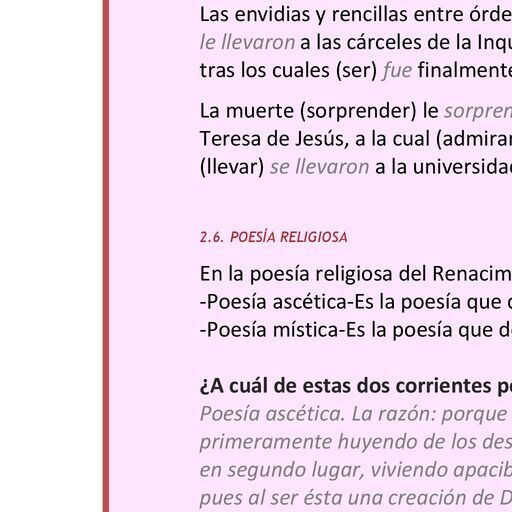 Las envidias y rencillas entre órde
le llevaron a las cárceles de la Inqu
tras los cuales (ser) fue finalmente
La muerte (sorprender) le sorpren
Teresa de Jesús, a la cual (admirar
(llevar) se llevaron a la universidad
2.6. POESÍA RELIGIOSA
En la poesía religiosa del Renacim
-Poesía ascética-Es la poesía que
-Poesía mística-Es la poesía que d
¿A cuál de estas dos corrientes pe
Poesía ascética. La razón: porque
primeramente huyendo de los des
en segundo lugar, viviendo apacib
pues al ser ésta una creación de D